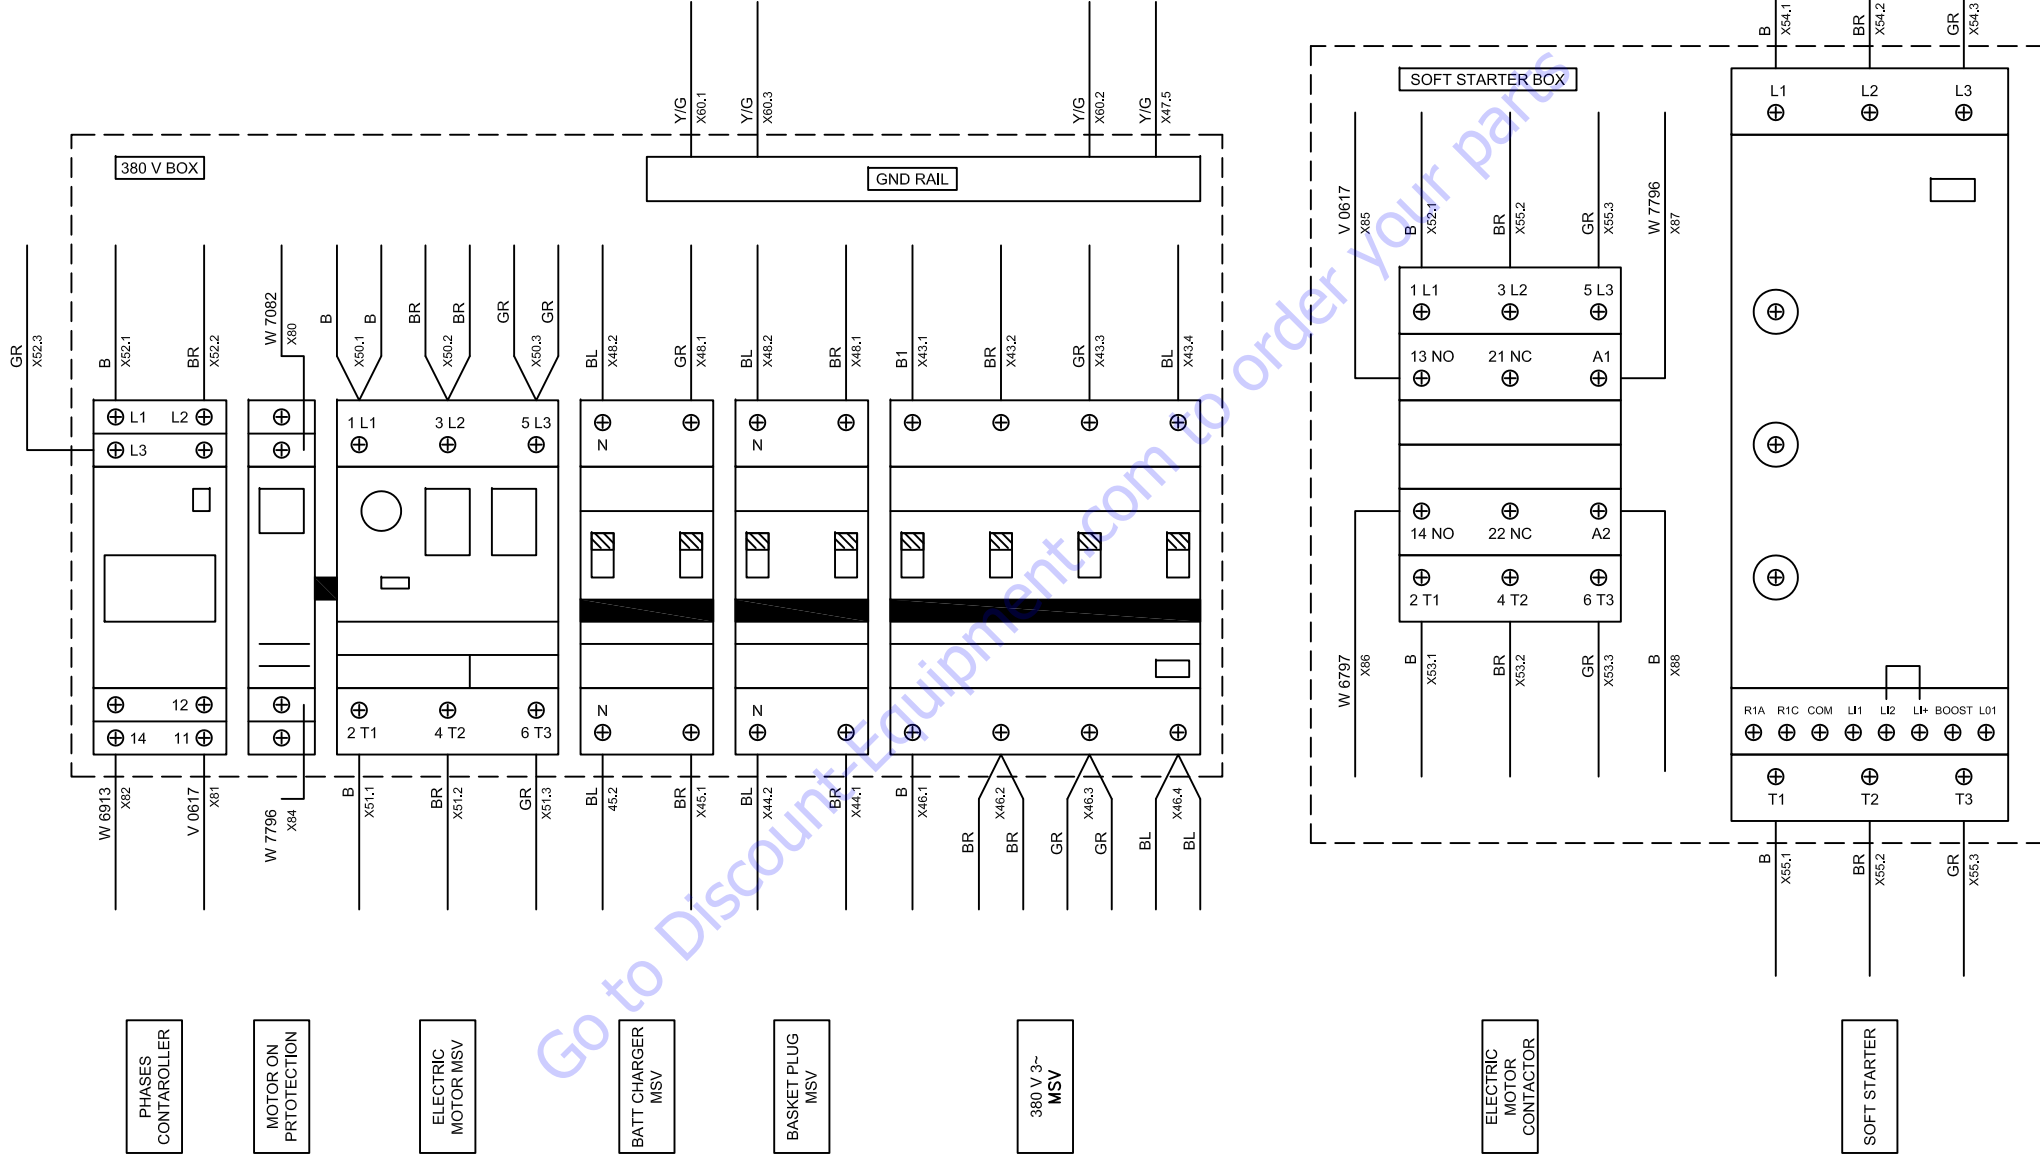 B
X54.1
BR
X54.2
GR
X54.3
Y/G
X60.1
Y/G
X60.3
Y/G
X60.2
Y/G
X47.5
380 V BOX
GND RAIL
SOFT STARTER BOX
GR
X52.3
B
X52.1
BR
X52.2
W 7082
X80
B
X50.1
B
BR
X50.2
BR
GR
X50.3
GR
BL
X48.2
GR
X48.1
BL
X48.2
BR
X48.1
B1
X43.1
BR
X43.2
GR
X43.3
BL
X43.4
L1 L2
L3
12
14 11
1 L1 3 L2 5 L3
2 T1 4 T2 6 T3
N
N
N
N
W 6913
X82
V 0617
X81
W 7796
X84
B
X51.1
BR
X51.2
GR
X51.3
BL
45.2
BR
X45.1
BL
X44.2
BR
X44.1
B
X46.1
BR
X46.2
BR
GR
X46.3
GR
BL
X46.4
BL
V 0617
X85
B
X52.1
BR
X55.2
GR
X55.3
W 7796
X87
1 L1 3 L2 5 L3
13 NO 21 NC A1
14 NO 22 NC A2
2 T1 4 T2 6 T3
W 6797
X86
B
X53.1
BR
X53.2
GR
X53.3
B
X88
L1 L2 L3
R1A R1C COM LI1 LI2 LI+ BOOST L01
T1 T2 T3
B
X55.1
BR
X55.2
GR
X55.3
PHASES
CONTAROLLER
MOTOR ON
PRTOTECTION
ELECTRIC
MOTOR MSV
BATT CHARGER
MSV
BASKET PLUG
MSV
380 V 3~
MSV
ELECTRIC
MOTOR
CONTACTOR
SOFT STARTER
Go to Discount-Equipment.com to order your parts